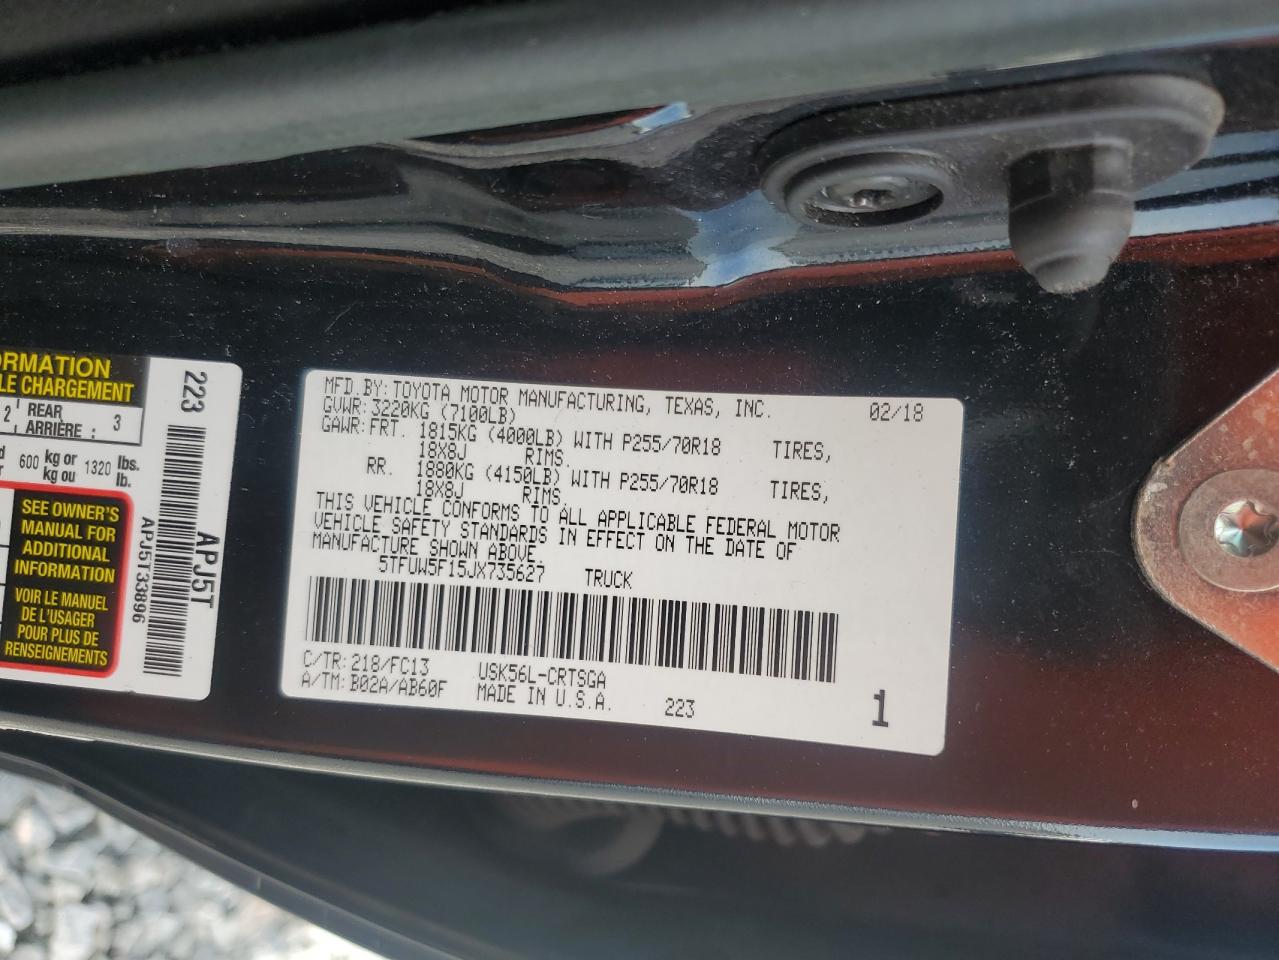 ORMATION
LE CHARGEMENT
2 REAR 3
ARRIÈRE :
600 kg or 1320 lbs.
kg ou lb.
SEE OWNER'S
MANUAL FOR
ADDITIONAL
INFORMATION
VOIR LE MANUEL
DE L'USAGER
POUR PLUS DE
RENSEIGNEMENTS
223
APJ5T
APJ5T33896
MFD.BY: TOYOTA MOTOR MANUFACTURING, TEXAS, INC. 02/18
GVWR: 3220KG (7100LB)
GAWR: FRT. 1815KG (4000LB) WITH P255/70R18 TIRES,
18X8J RIMS.
RR. 1880KG (4150LB) WITH P255/70R18 TIRES,
18X8J RIMS
THIS VEHICLE CONFORMS TO ALL APPLICABLE FEDERAL MOTOR
VEHICLE SAFETY STANDARDS IN EFFECT ON THE DATE OF
MANUFACTURE SHOWN ABOVE.
5TFUW5F15JX735627 TRUCK
C/TR: 218/FC13 USK56L-CRTSGA
A/TM: B02A/AB60F MADE IN U.S.A. 223
1